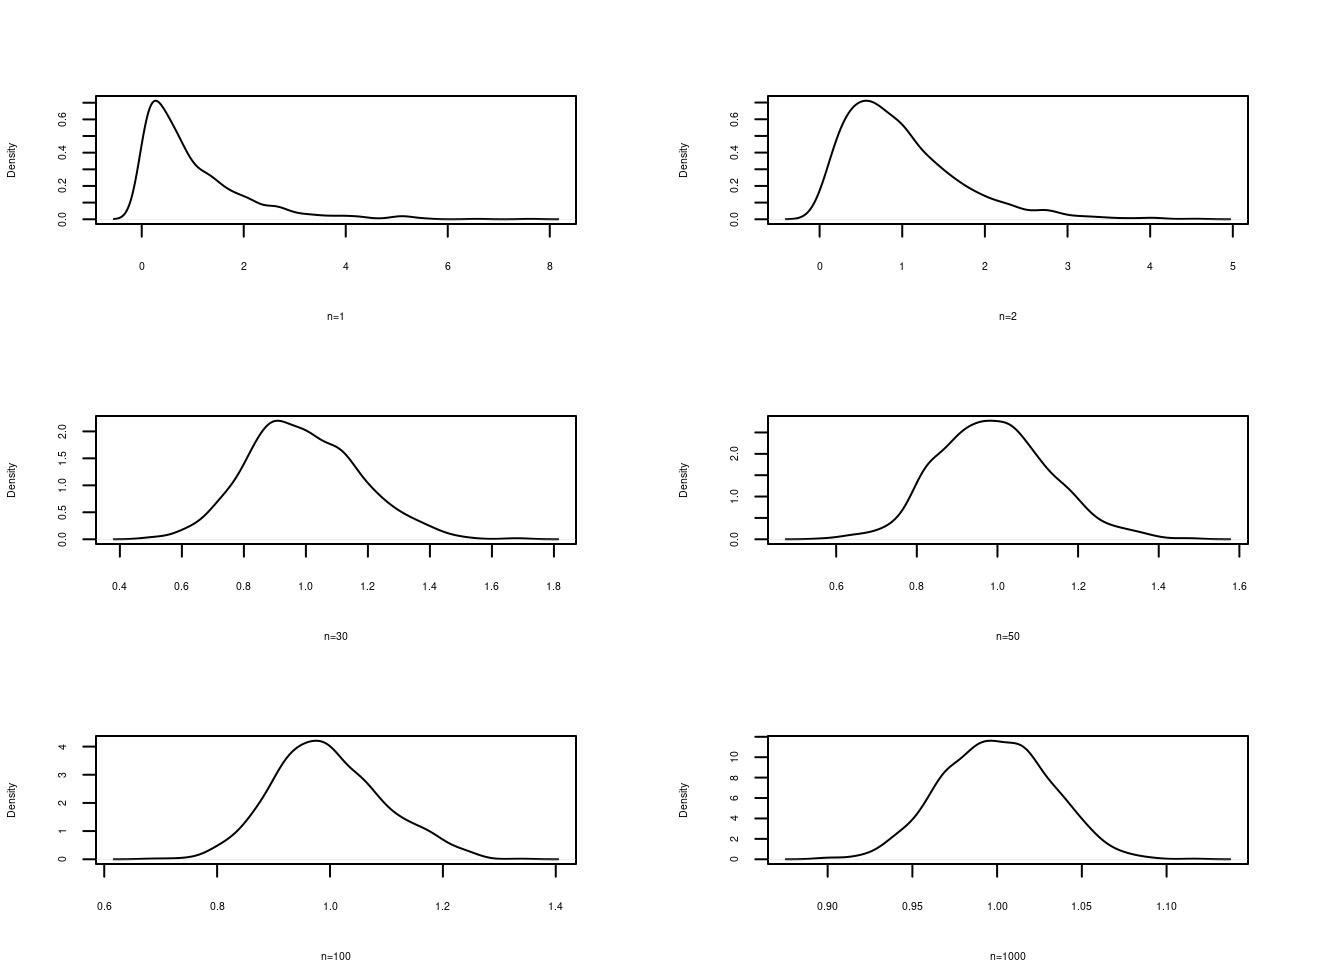 Density
0.0 0.2 0.4 0.6
0 2 4 6 8
n=1
Density
0.0 0.2 0.4 0.6
0 1 2 3 4 5
n=2
Density
0.0 0.5 1.0 1.5 2.0
0.4 0.6 0.8 1.0 1.2 1.4 1.6 1.8
n=30
Density
0.0 1.0 2.0
0.6 0.8 1.0 1.2 1.4 1.6
n=50
Density
0 1 2 3 4
0.6 0.8 1.0 1.2 1.4
n=100
Density
0 2 4 6 8 10
0.90 0.95 1.00 1.05 1.10
n=1000